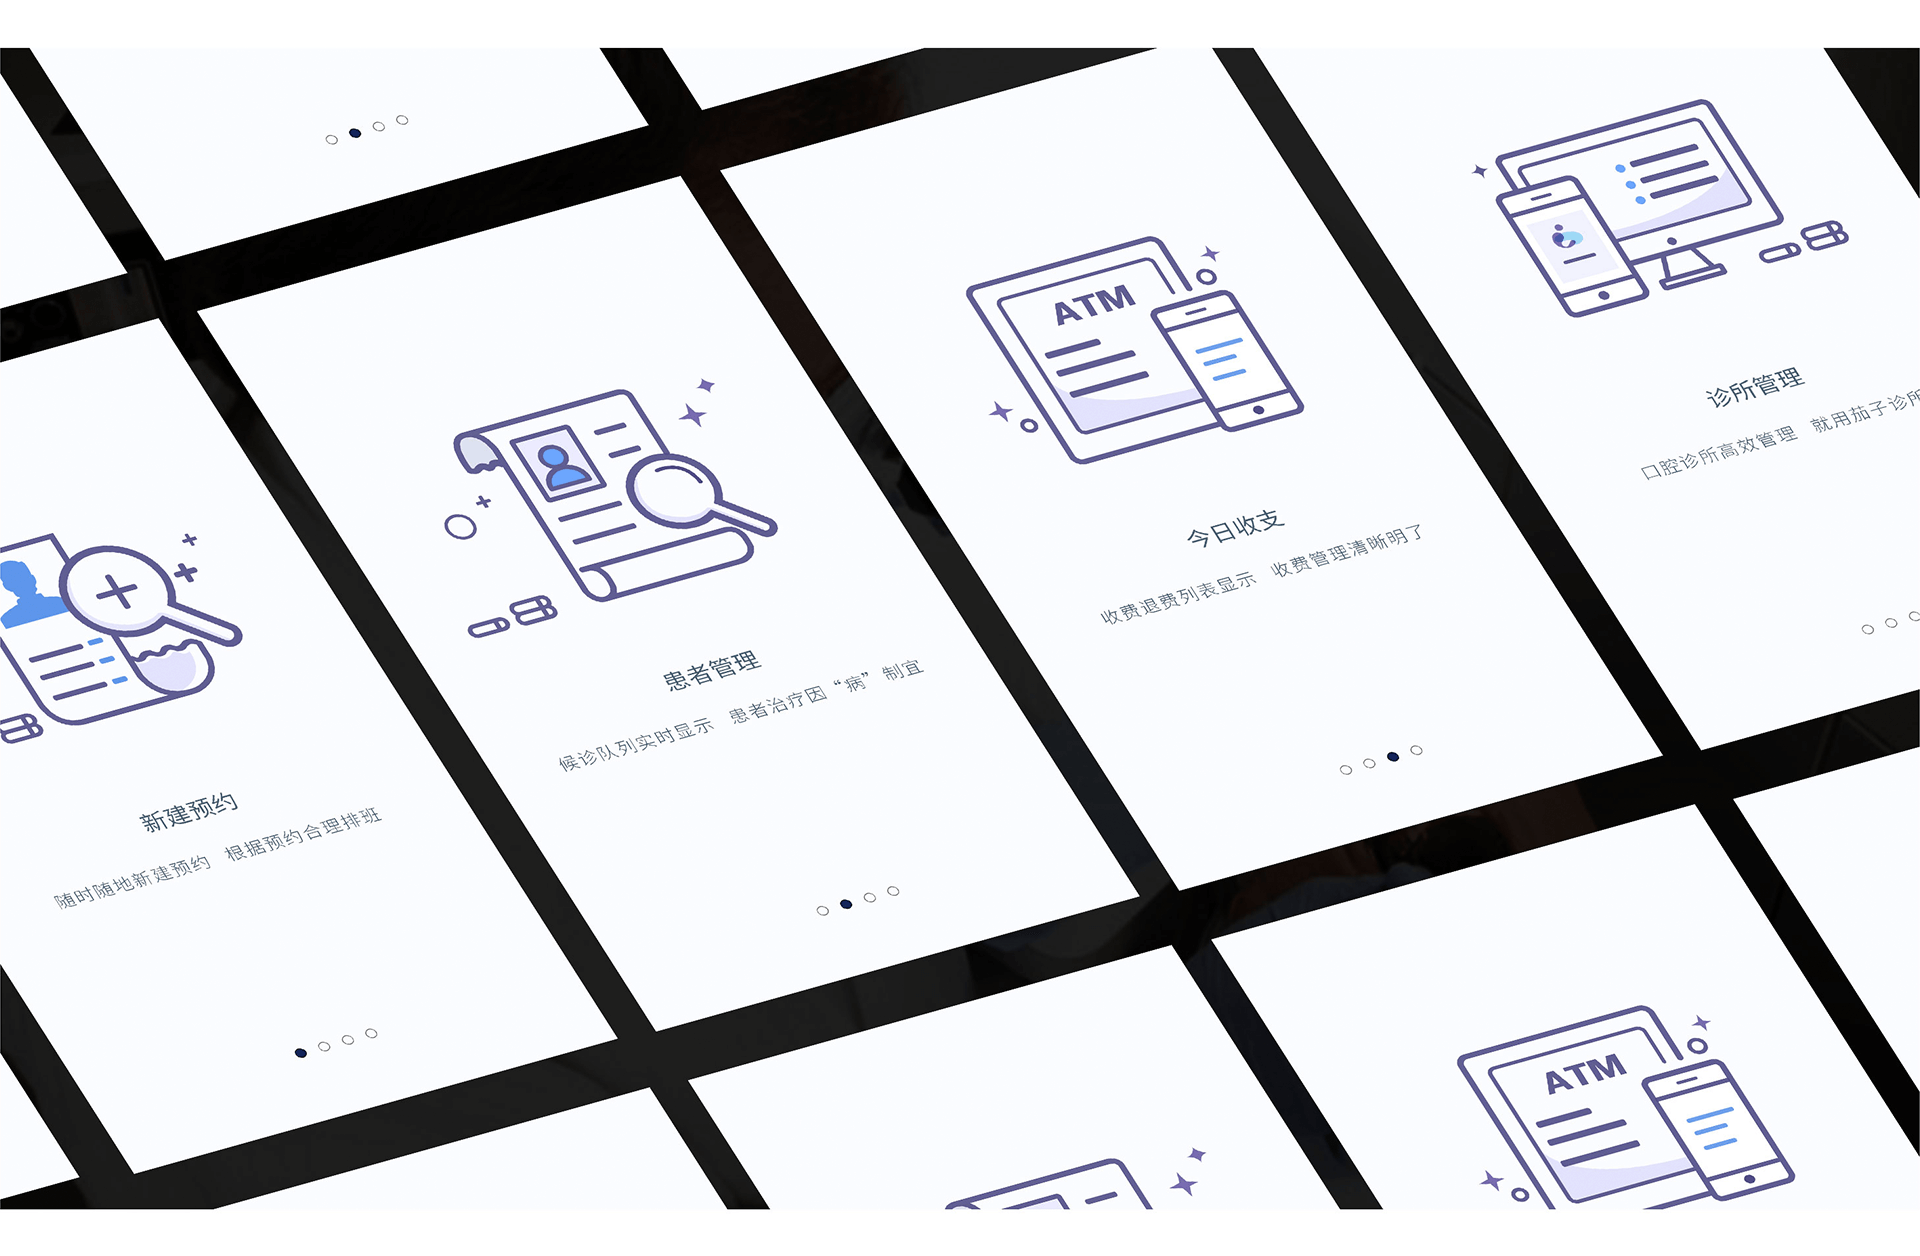 诊所管理
口腔诊所高效管理 就用茄子诊所
ATM
今日收支
收费退费列表显示 收费管理清晰明了
患者管理
候诊队列实时显示 患者治疗因“病”制宜
新建预约
随时随地新建预约 根据预约合理排班
ATM